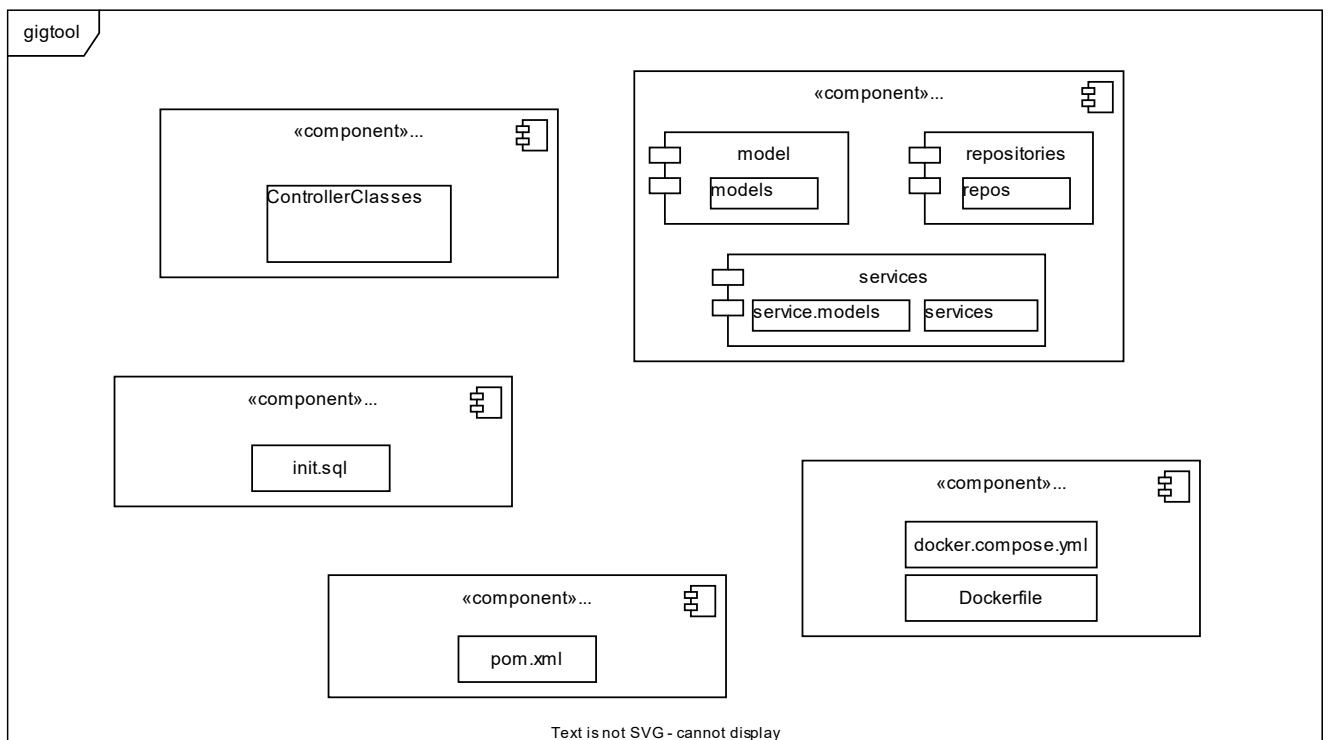 gigtool
«component»...
ControllerClasses
«component»...
model
models
repositories
repos
services
service.models
services
«component»...
init.sql
«component»...
docker.compose.yml
Dockerfile
«component»...
pom.xml
Text is not SVG - cannot display